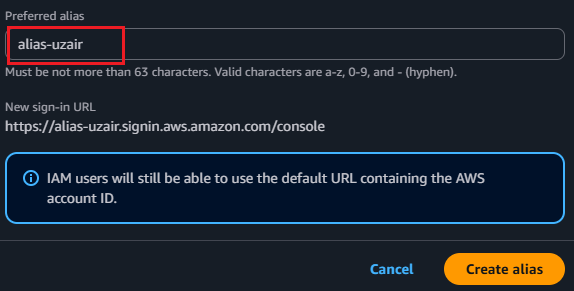 Preferred alias
alias-uzair
Must be not more than 63 characters. Valid characters are a-z, 0-9, and - (hyphen).
New sign-in URL
https://alias-uzair.signin.aws.amazon.com/console
IAM users will still be able to use the default URL containing the AWS
account ID.
Cancel
Create alias